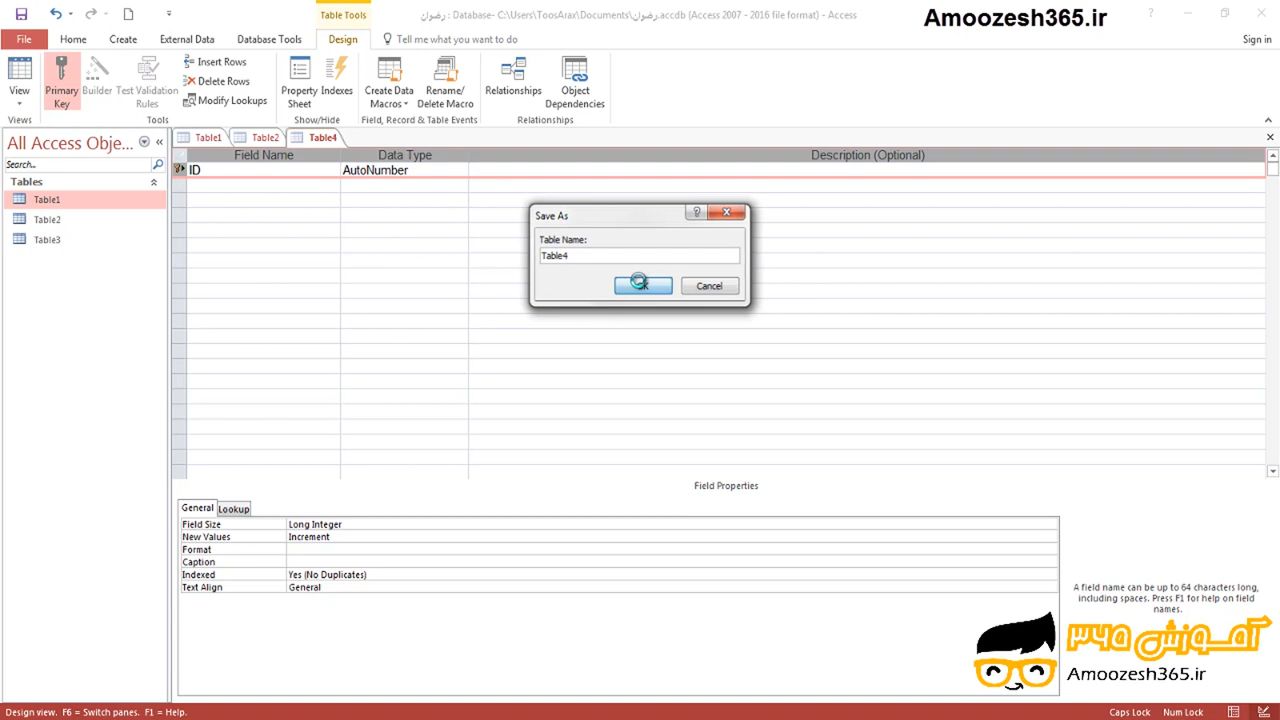 Table Tools
رضوان : Database- C:\Users\ToosArax\Documents\رضوان.accdb (Access 2007 - 2016 file format) - Access
Amoozesh365.ir
File
Home
Create
External Data
Database Tools
Design
Tell me what you want to do
Sign in
View
Primary Key
Builder
Test Validation Rules
Insert Rows
Delete Rows
Modify Lookups
Property Sheet
Indexes
Create Data Macros
Rename/ Delete Macro
Relationships
Object Dependencies
Views
Tools
Show/Hide
Field, Record & Table Events
Relationships
All Access Obje...
Search...
Tables
Table1
Table2
Table3
Table1
Table2
Table4
Field Name
Data Type
Description (Optional)
ID
AutoNumber
Save As
Table Name:
Table4
Cancel
Field Properties
General
Lookup
Field Size
Long Integer
New Values
Increment
Format
Caption
Indexed
Yes (No Duplicates)
Text Align
General
A field name can be up to 64 characters long,
including spaces. Press F1 for help on field
names.
آموزش ۳۶۵
Amoozesh365.ir
Design view. F6 = Switch panes. F1 = Help.
Caps Lock
Num Lock